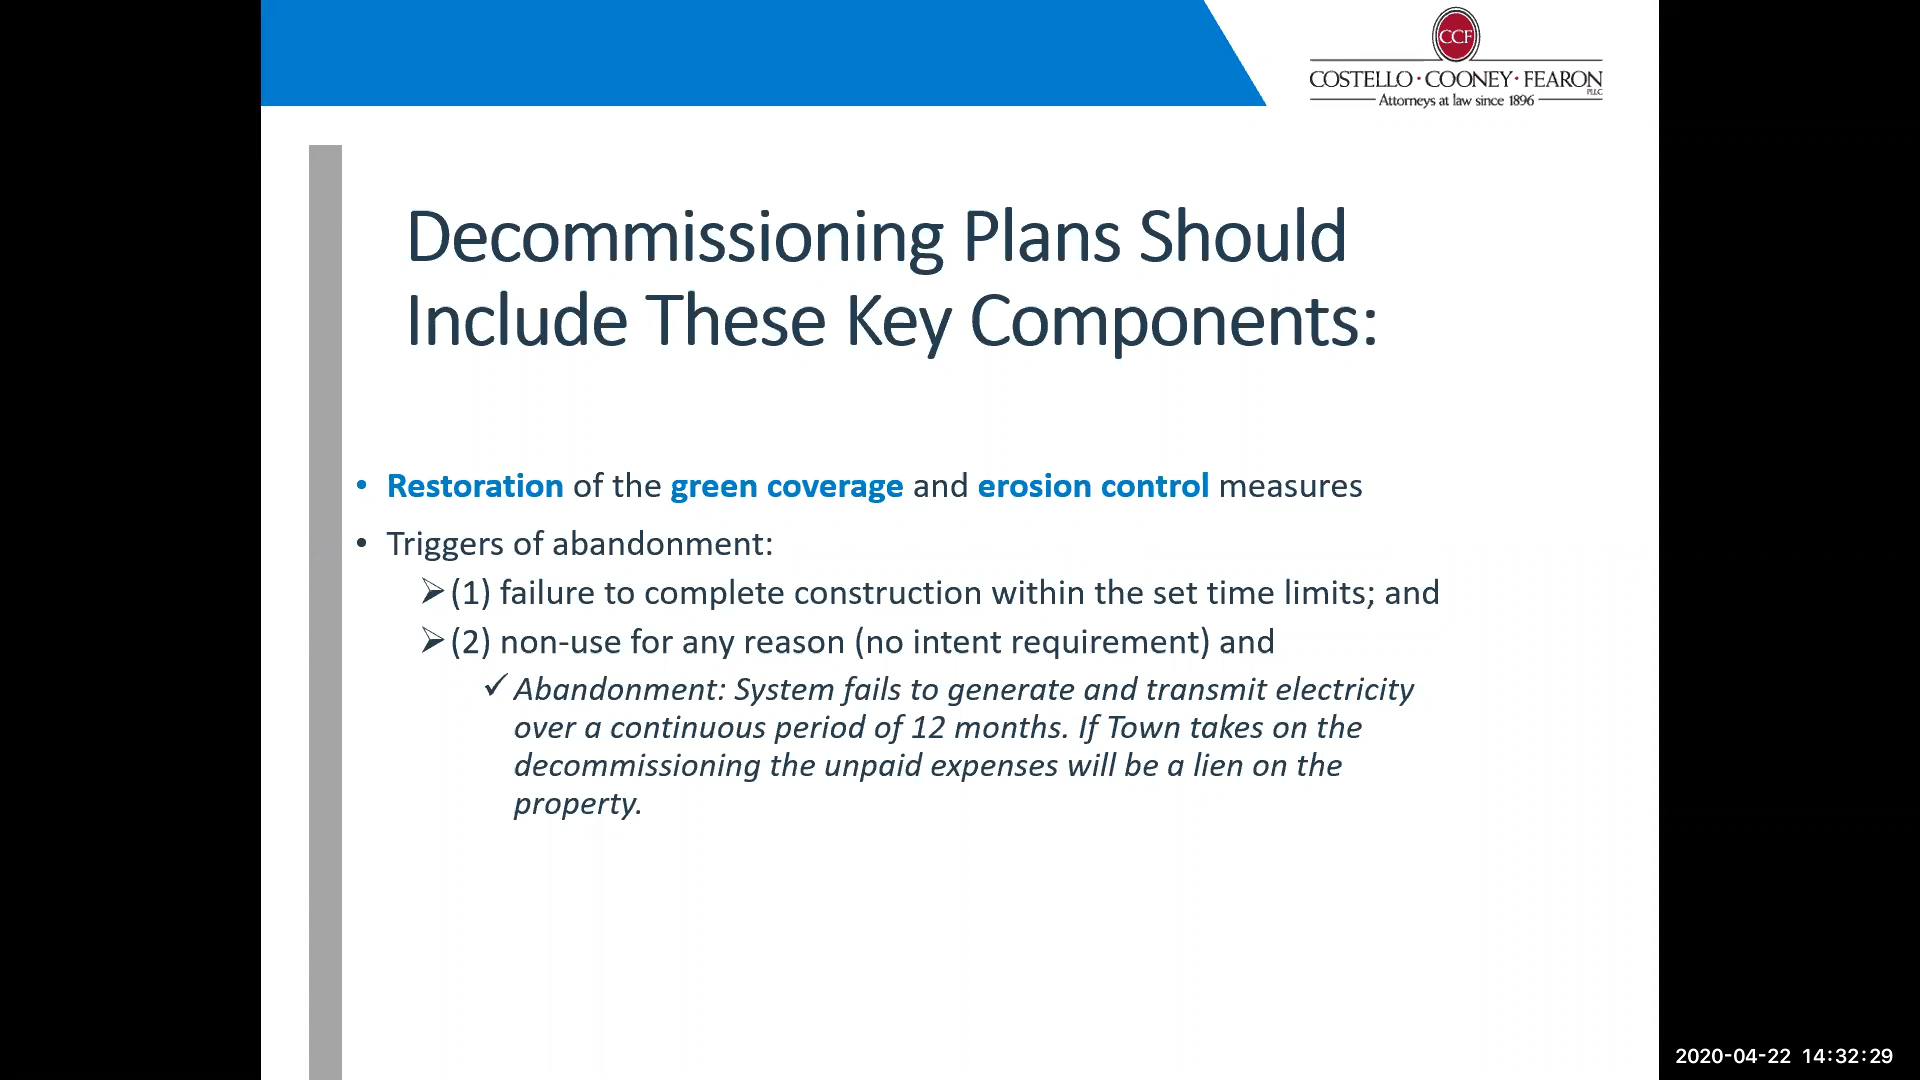 CCF
COSTELLO · COONEY · FEARON
PLLC
Attorneys at law since 1896
Decommissioning Plans Should
Include These Key Components:
• Restoration of the green coverage and erosion control measures
• Triggers of abandonment:
➢(1) failure to complete construction within the set time limits; and
➢(2) non-use for any reason (no intent requirement) and
✓Abandonment: System fails to generate and transmit electricity
over a continuous period of 12 months. If Town takes on the
decommissioning the unpaid expenses will be a lien on the
property.
2020-04-22 14:32:29